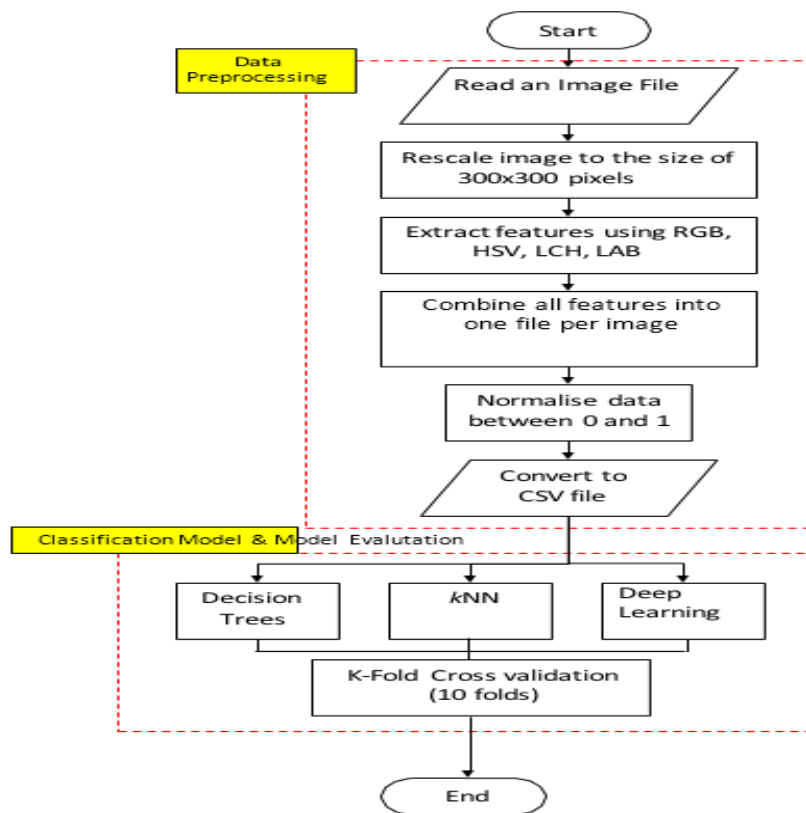 Start
Data
Preprocessing
Read an Image File
Rescale image to the size of
300x300 pixels
Extract features using RGB,
HSV, LCH, LAB
Combine all features into
one file per image
Normalise data
between 0 and 1
Convert to
CSV file
Classification Model & Model Evalutation
Decision
Trees
kNN
Deep
Learning
K-Fold Cross validation
(10 folds)
End